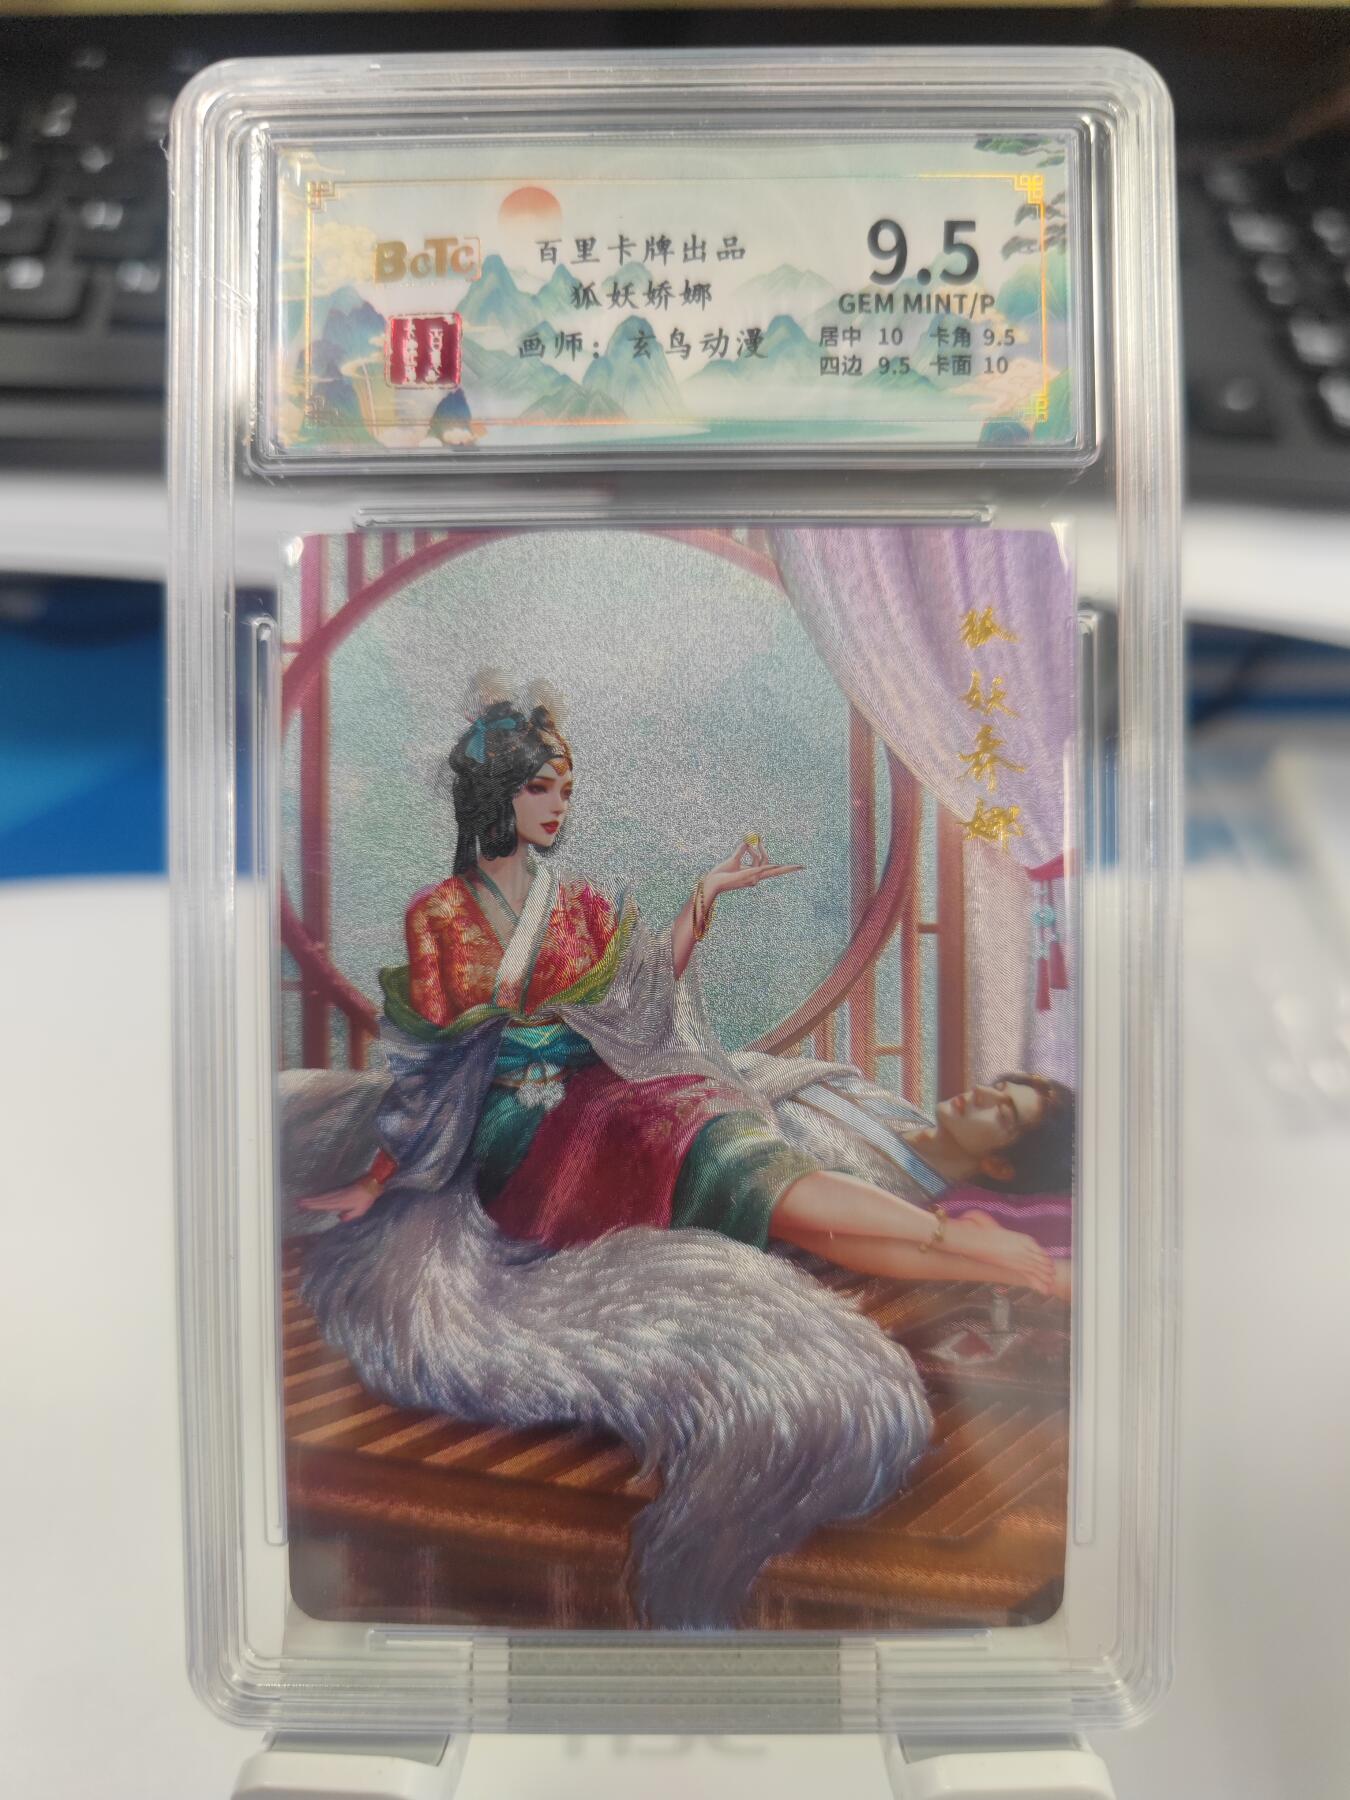 BcTc
百里卡牌出品
狐妖娇娜
画师：玄鸟动漫
9.5
GEM MINT/P
居中 10 卡角 9.5
四边 9.5 卡面 10
狐妖乔娜